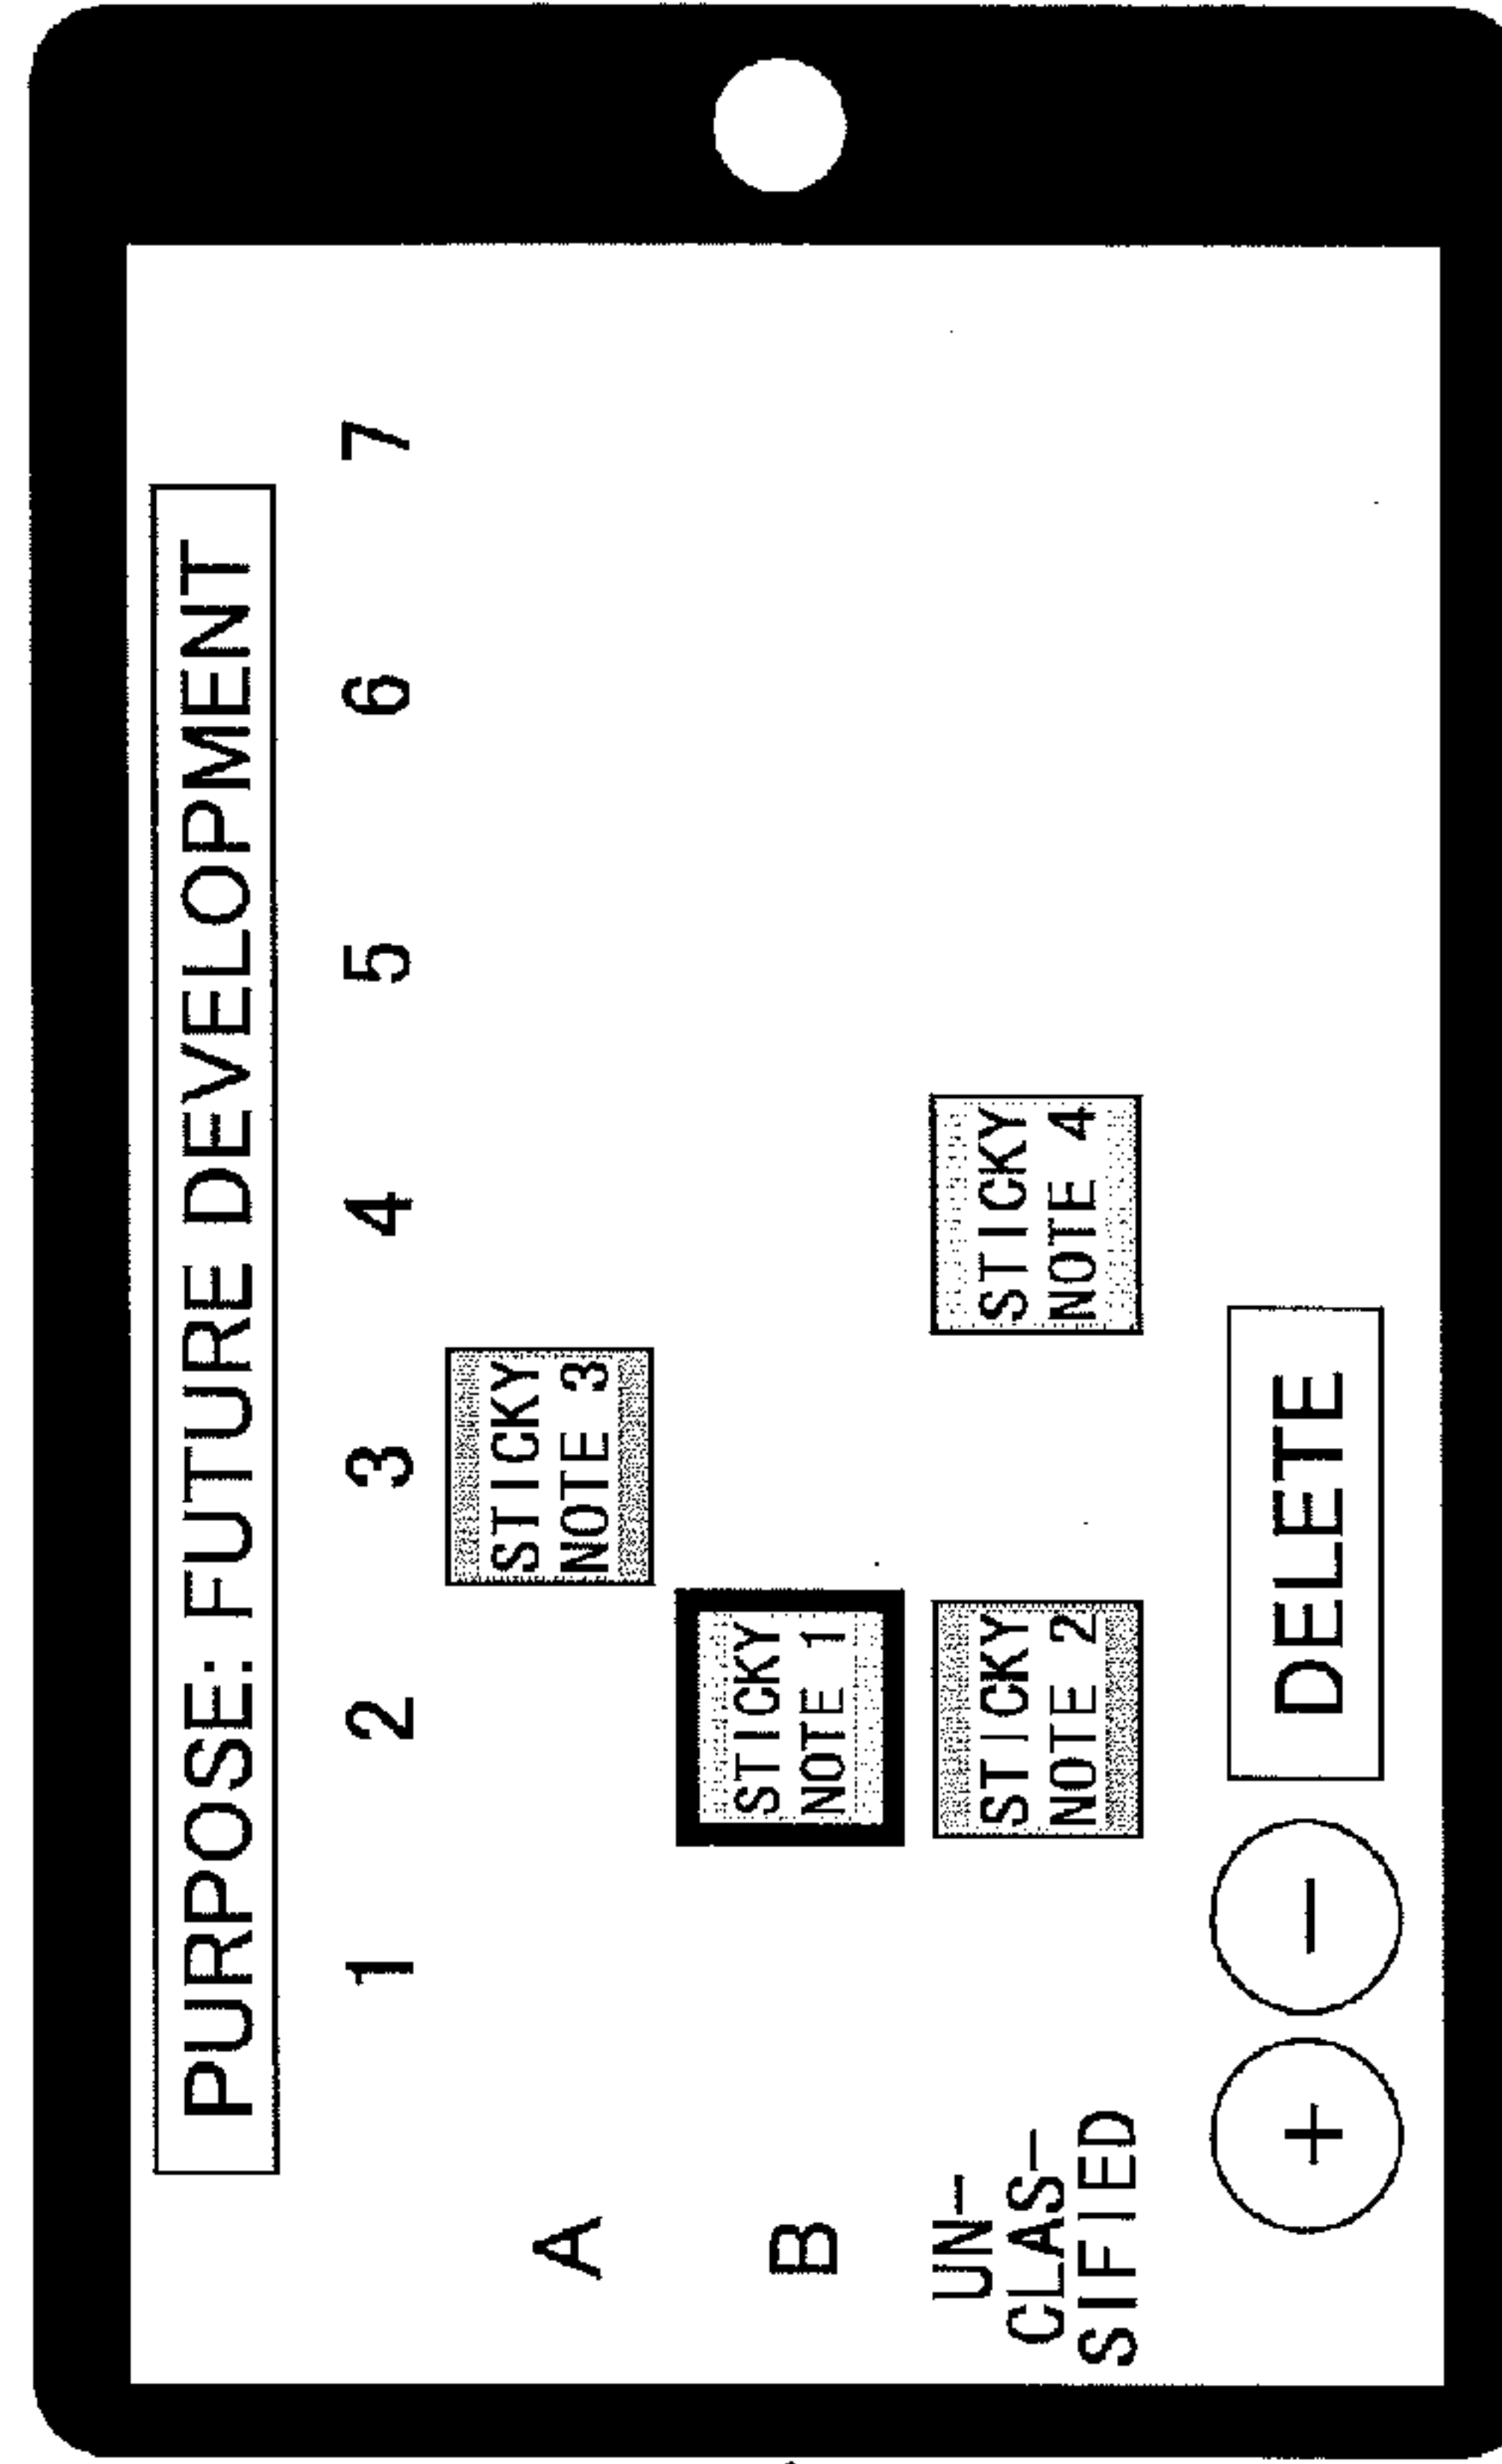 PURPOSE: FUTURE DEVELOPMENT
1 2 3 4 5 6 7
A
STICKY
NOTE 3
B
STICKY
NOTE 1
UN-
CLAS-
SIFIED
STICKY
NOTE 2
STICKY
NOTE 4
+
−
DELETE